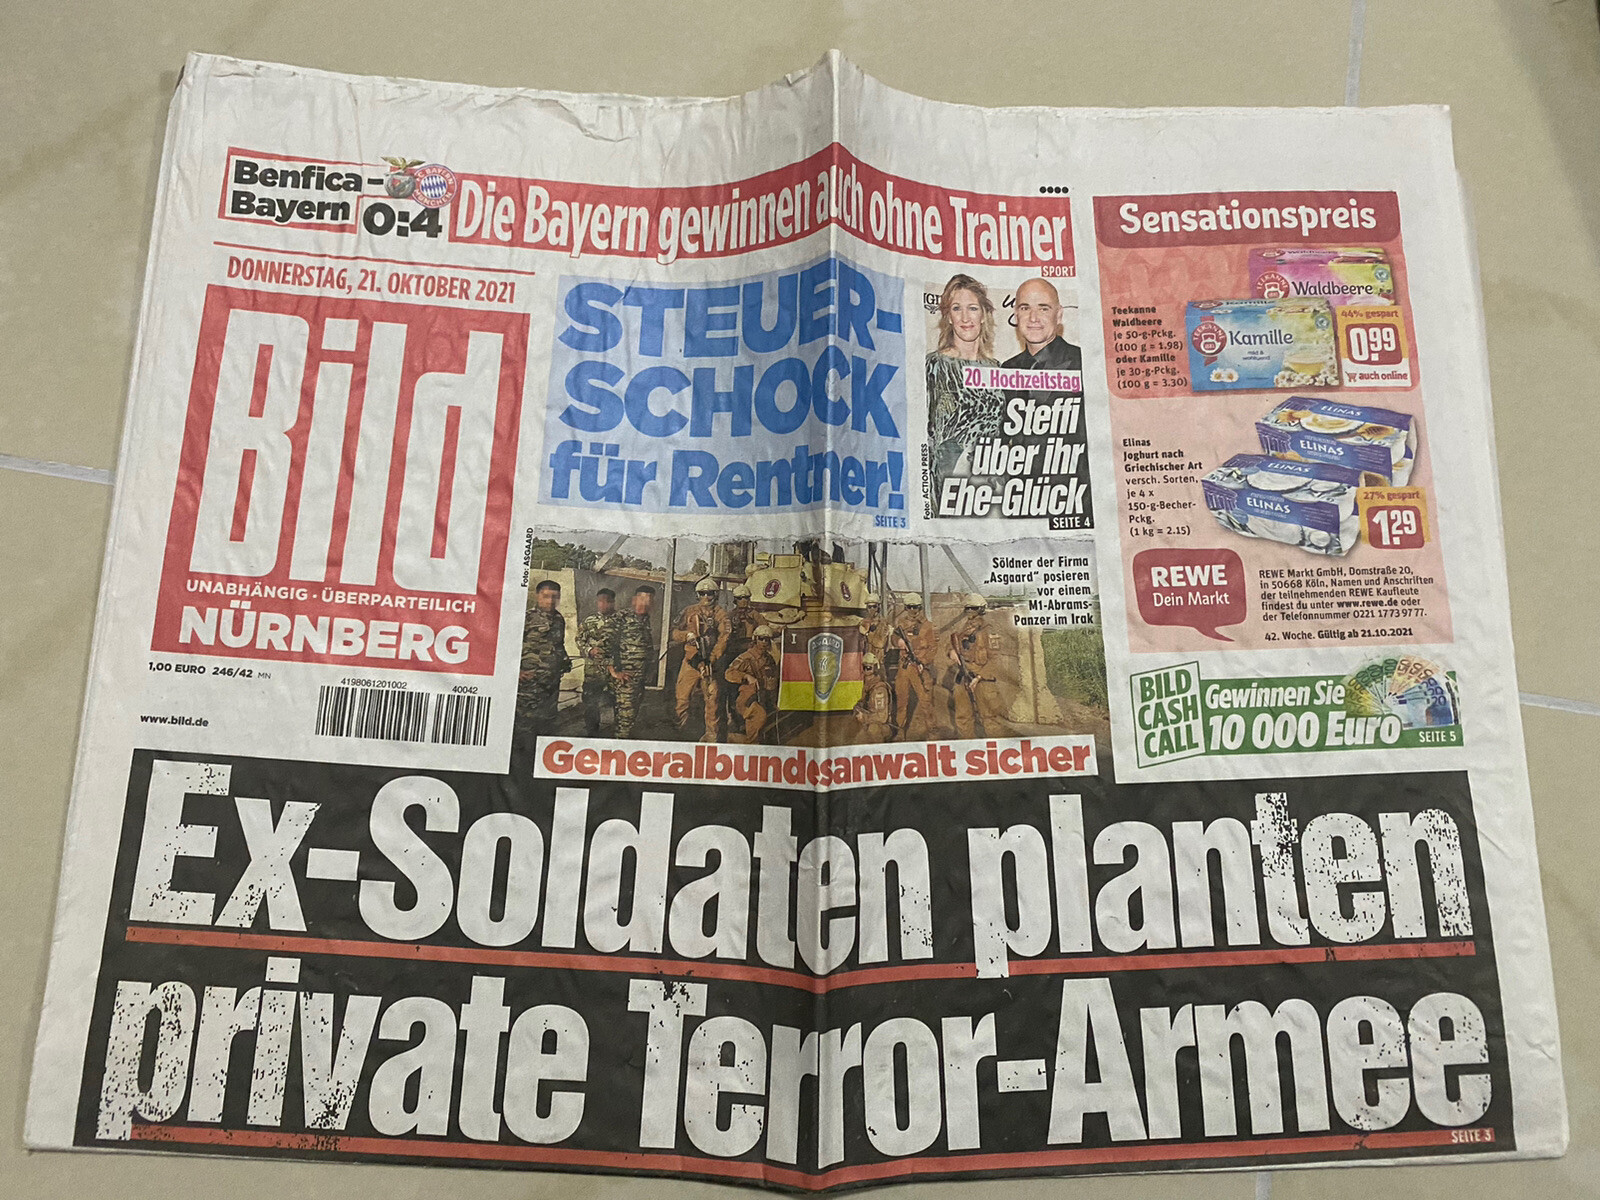 Benfica-
Bayern 0:4
Die Bayern gewinnen auch ohne Trainer
SPORT
DONNERSTAG, 21. OKTOBER 2021
Bild
UNABHÄNGIG · ÜBERPARTEILICH
NÜRNBERG
1,00 EURO 246/42 MN
4198061201002 40042
www.bild.de
STEUER-
SCHOCK
für Rentner!
SEITE 3
20. Hochzeitstag
Steffi
über ihr
Ehe-Glück
SEITE 4
Foto: ACTION PRESS
Foto: ASGAARD
Söldner der Firma
„Asgaard“ posieren
vor einem
M1-Abrams-
Panzer im Irak
Sensationspreis
Waldbeere
TEEKANNE
Kamille
Teekanne
Waldbeere
je 50-g-Pckg.
(100 g = 1.98)
oder Kamille
je 30-g-Pckg.
(100 g = 3.30)
44% gespart
0.99
auch online
Elinas
Joghurt nach
Griechischer Art
versch. Sorten,
je 4 x
150-g-Becher-
Pckg.
(1 kg = 2.15)
ELINAS
ELINAS
ELINAS
ELINAS
27% gespart
1.29
REWE
Dein Markt
REWE Markt GmbH, Domstraße 20,
in 50668 Köln, Namen und Anschriften
der teilnehmenden REWE Kaufleute
findest du unter www.rewe.de oder
der Telefonnummer 0221 177 39 777.
42. Woche. Gültig ab 21.10.2021
BILD
CASH
CALL
Gewinnen Sie
10 000 Euro
SEITE 5
Generalbundesanwalt sicher
Ex-Soldaten planten
private Terror-Armee
SEITE 3